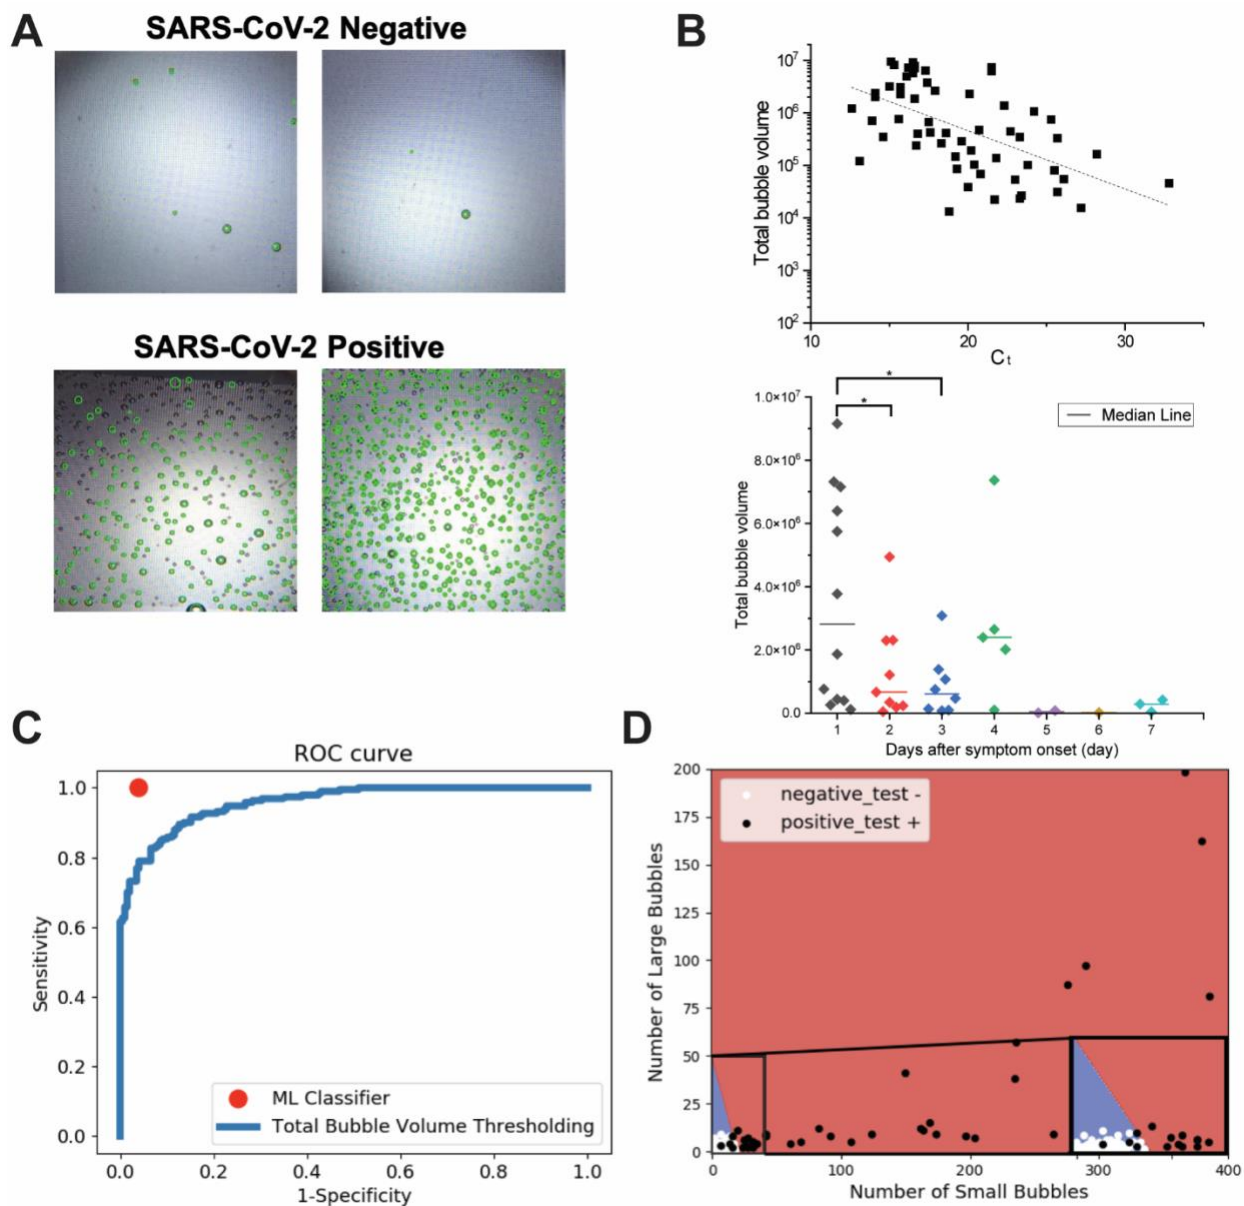 A
SARS-CoV-2 Negative
SARS-CoV-2 Positive
B
10⁷
10⁶
10⁵
10⁴
10³
10²
Total bubble volume
10 20 30
Cₜ
* 
*
Median Line
1.0×10⁷
8.0×10⁶
6.0×10⁶
4.0×10⁶
2.0×10⁶
0.0
Total bubble volume
1 2 3 4 5 6 7
Days after symptom onset (day)
C
ROC curve
1.0
0.8
0.6
0.4
0.2
0.0
Sensitivity
ML Classifier
Total Bubble Volume Thresholding
0.0 0.2 0.4 0.6 0.8 1.0
1-Specificity
D
200
175
150
125
100
75
50
25
0
Number of Large Bubbles
negative_test -
positive_test +
0 100 200 300 400
Number of Small Bubbles